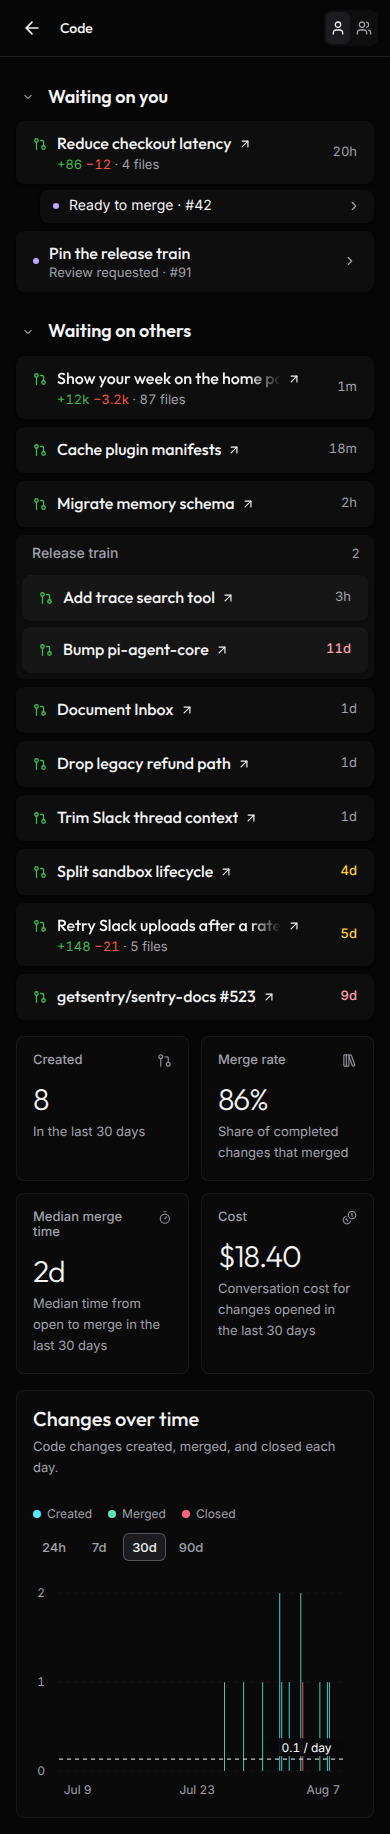 Code
Waiting on you
Reduce checkout latency
20h
+86 −12 · 4 files
Ready to merge · #42
Pin the release train
Review requested · #91
Waiting on others
Show your week on the home
1m
+12k −3.2k · 87 files
Cache plugin manifests
18m
Migrate memory schema
2h
Release train
2
Add trace search tool
3h
Bump pi-agent-core
11d
Document Inbox
1d
Drop legacy refund path
1d
Trim Slack thread context
1d
Split sandbox lifecycle
4d
Retry Slack uploads after a rate
5d
+148 −21 · 5 files
getsentry/sentry-docs #523
9d
Created
8
In the last 30 days
Merge rate
86%
Share of completed
changes that merged
Median merge
time
2d
Median time from
open to merge in the
last 30 days
Cost
$18.40
Conversation cost for
changes opened in
the last 30 days
Changes over time
Code changes created, merged, and closed each
day.
Created Merged Closed
24h 7d 30d 90d
2
1
0.1 / day
0
Jul 9 Jul 23 Aug 7